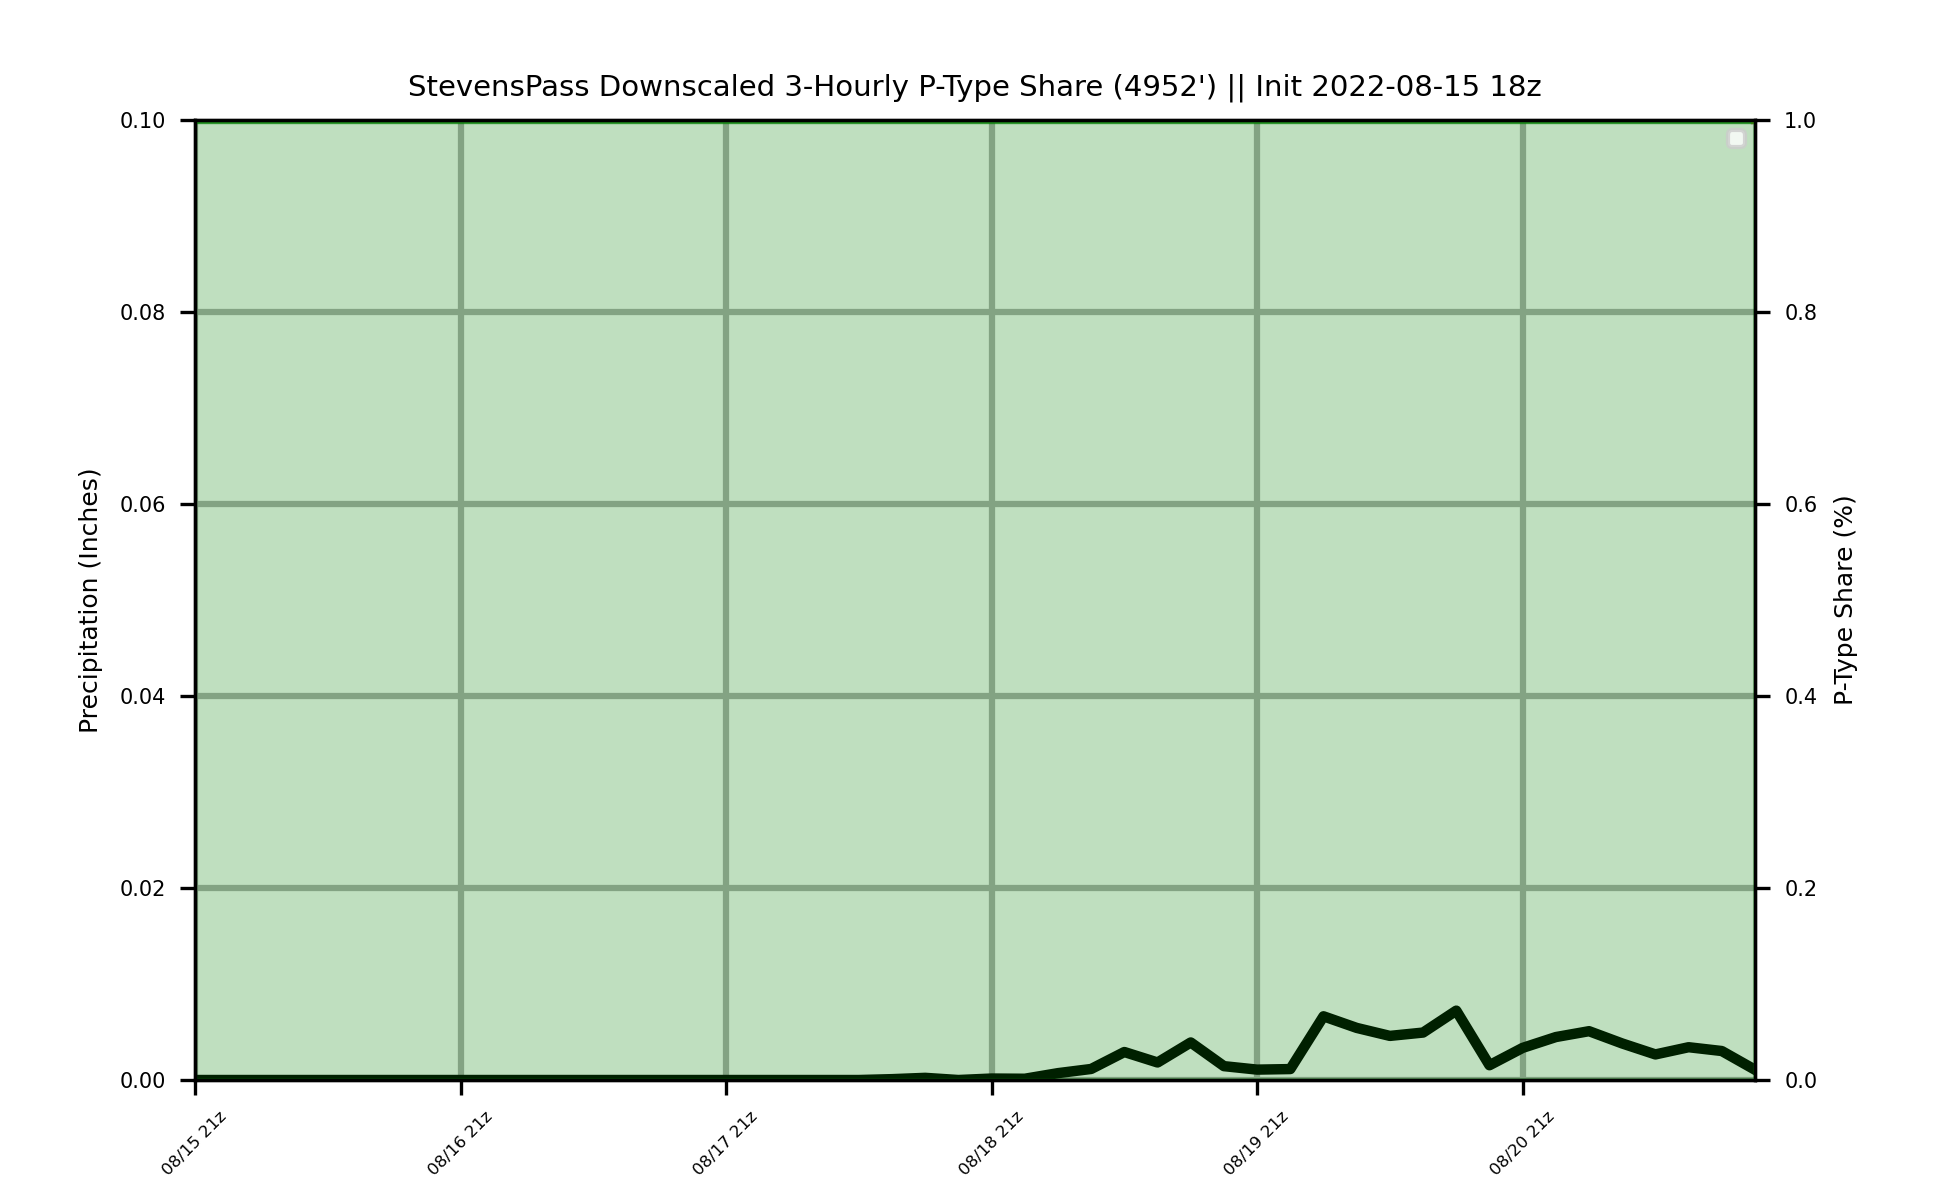 StevensPass Downscaled 3-Hourly P-Type Share (4952') || Init 2022-08-15 18z
0.10
0.08
0.06
0.04
0.02
0.00
Precipitation (Inches)
1.0
0.8
0.6
0.4
0.2
0.0
P-Type Share (%)
08/15 21z
08/16 21z
08/17 21z
08/18 21z
08/19 21z
08/20 21z